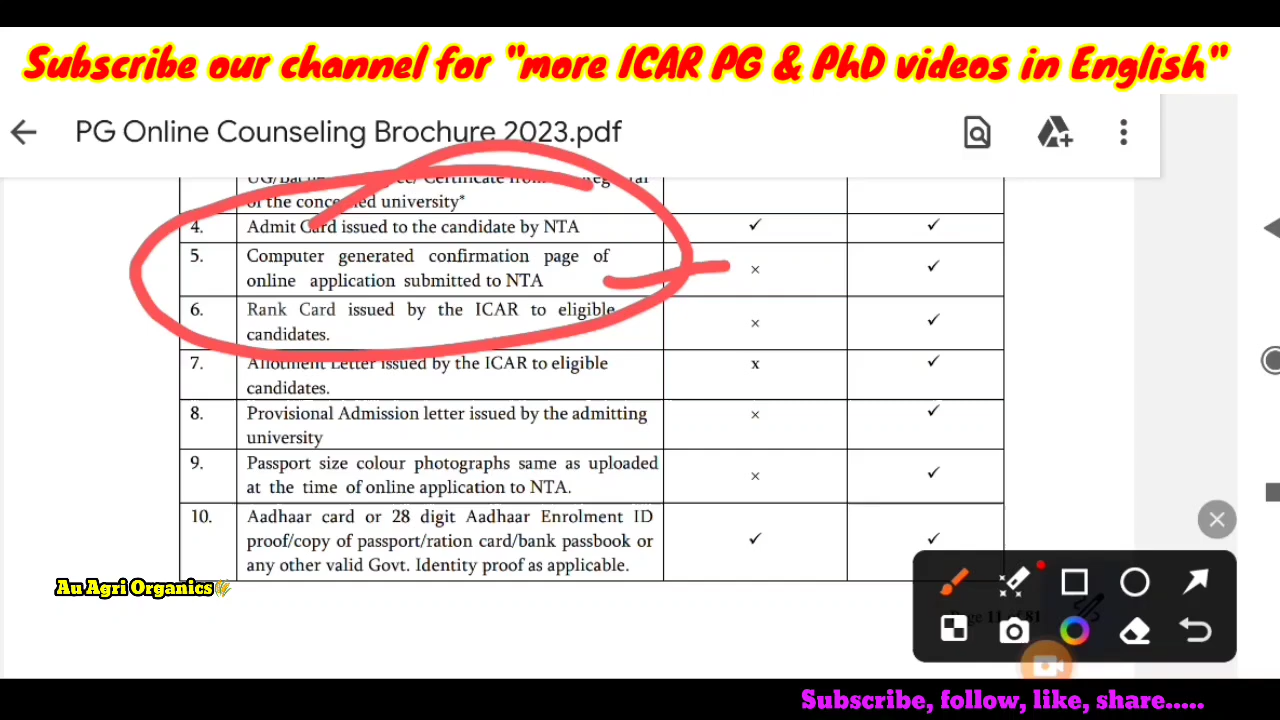 Subscribe our channel for "more ICAR PG & PhD videos in English"
PG Online Counseling Brochure 2023.pdf
of the concerned university*
4. Admit Card issued to the candidate by NTA ✓ ✓
5. Computer generated confirmation page of × ✓
online application submitted to NTA
6. Rank Card issued by the ICAR to eligible × ✓
candidates.
7. Allotment Letter issued by the ICAR to eligible x ✓
candidates.
8. Provisional Admission letter issued by the admitting × ✓
university
9. Passport size colour photographs same as uploaded × ✓
at the time of online application to NTA.
10. Aadhaar card or 28 digit Aadhaar Enrolment ID ✓ ✓
proof/copy of passport/ration card/bank passbook or
any other valid Govt. Identity proof as applicable.
Au Agri Organics🌾
Page 11 of 81
Subscribe, follow, like, share.....